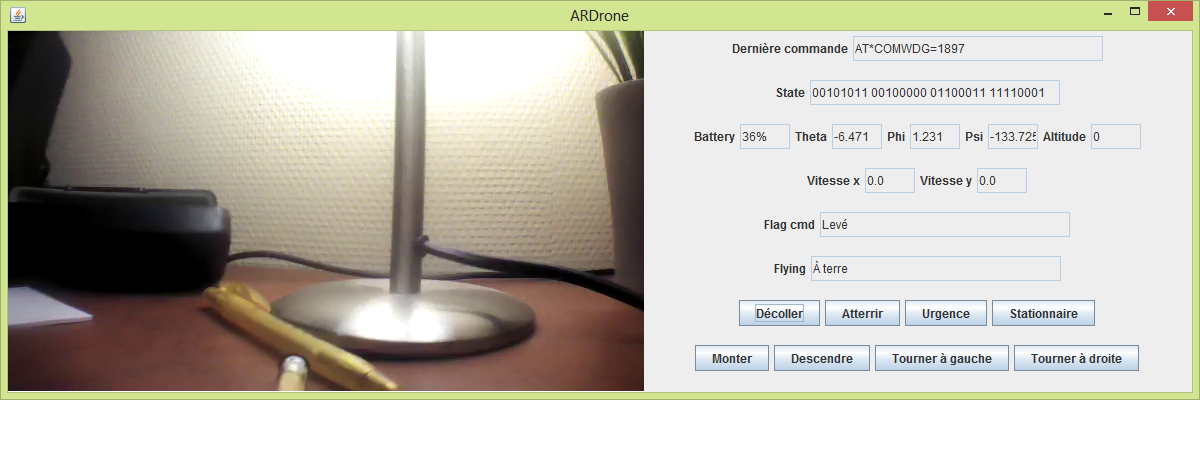 ARDrone
Dernière commande AT*COMWDG=1897
State 00101011 00100000 01100011 11110001
Battery 36% Theta -6.471 Phi 1.231 Psi -133.725 Altitude 0
Vitesse x 0.0 Vitesse y 0.0
Flag cmd Levé
Flying À terre
Décoller Atterrir Urgence Stationnaire
Monter Descendre Tourner à gauche Tourner à droite